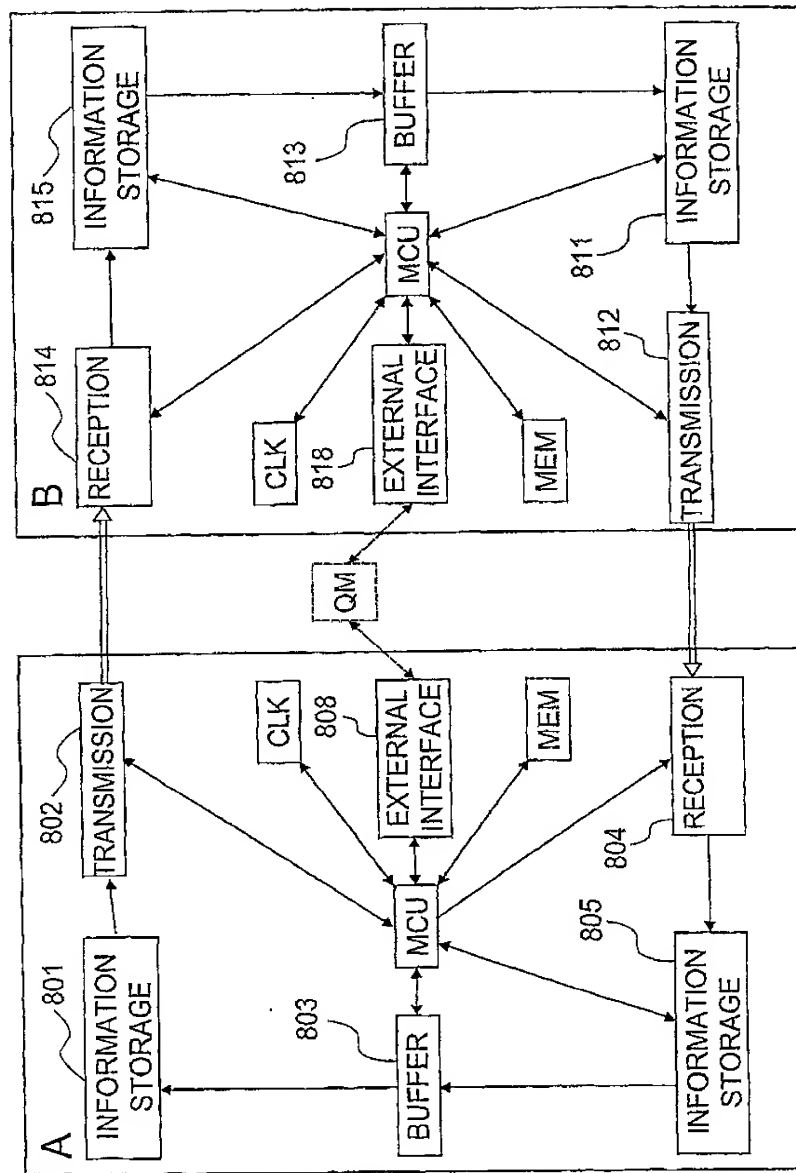 A
801
INFORMATION
STORAGE
802
TRANSMISSION
803
BUFFER
MCU
CLK
808
EXTERNAL
INTERFACE
MEM
805
INFORMATION
STORAGE
804
RECEPTION
QM
B
814
RECEPTION
815
INFORMATION
STORAGE
CLK
818
EXTERNAL
INTERFACE
MCU
813
BUFFER
MEM
812
TRANSMISSION
811
INFORMATION
STORAGE